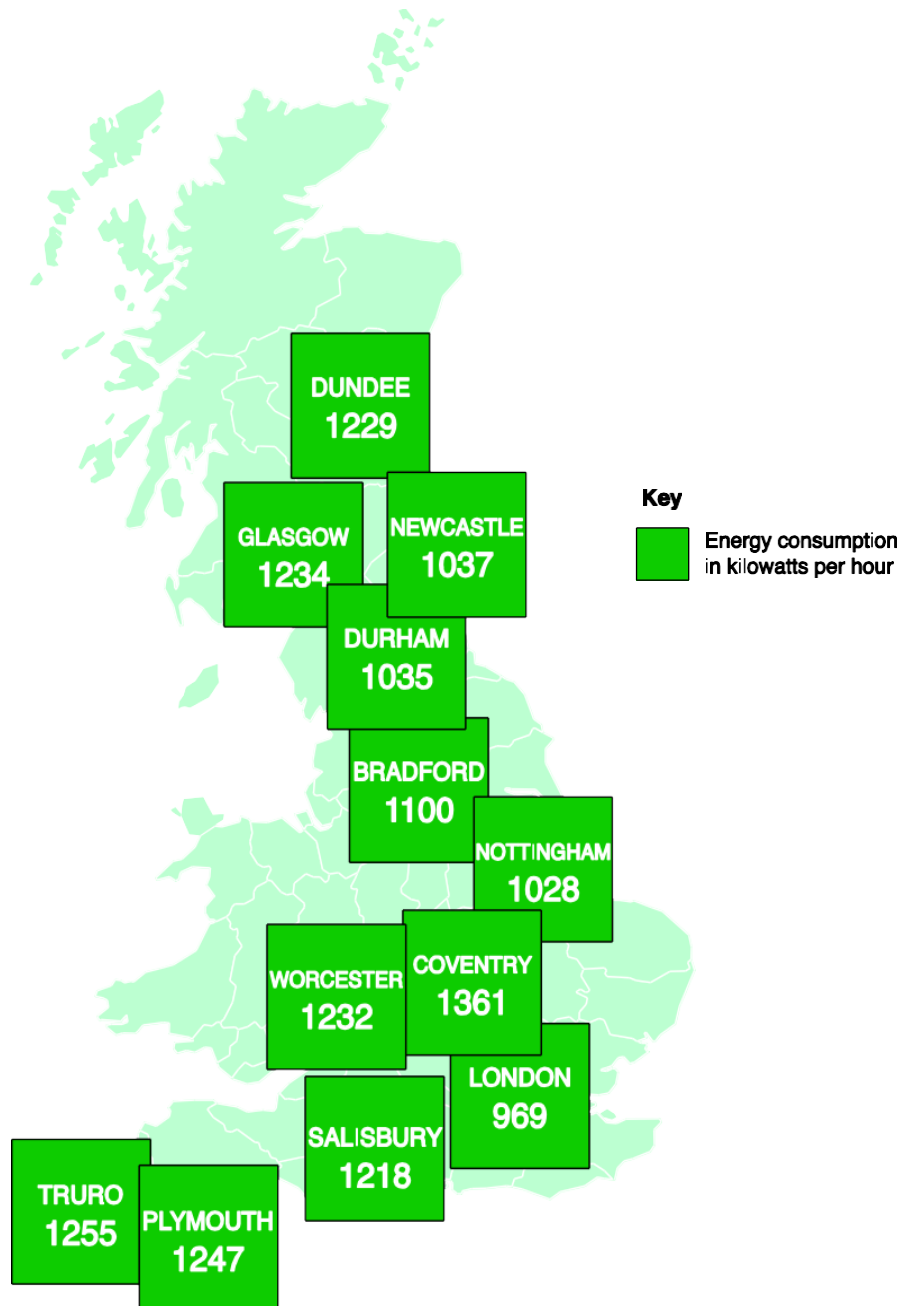 DUNDEE
1229
GLASGOW
1234
NEWCASTLE
1037
Key
Energy consumption
in kilowatts per hour
DURHAM
1035
BRADFORD
1100
NOTTINGHAM
1028
WORCESTER
1232
COVENTRY
1361
LONDON
969
SALISBURY
1218
TRURO
1255
PLYMOUTH
1247